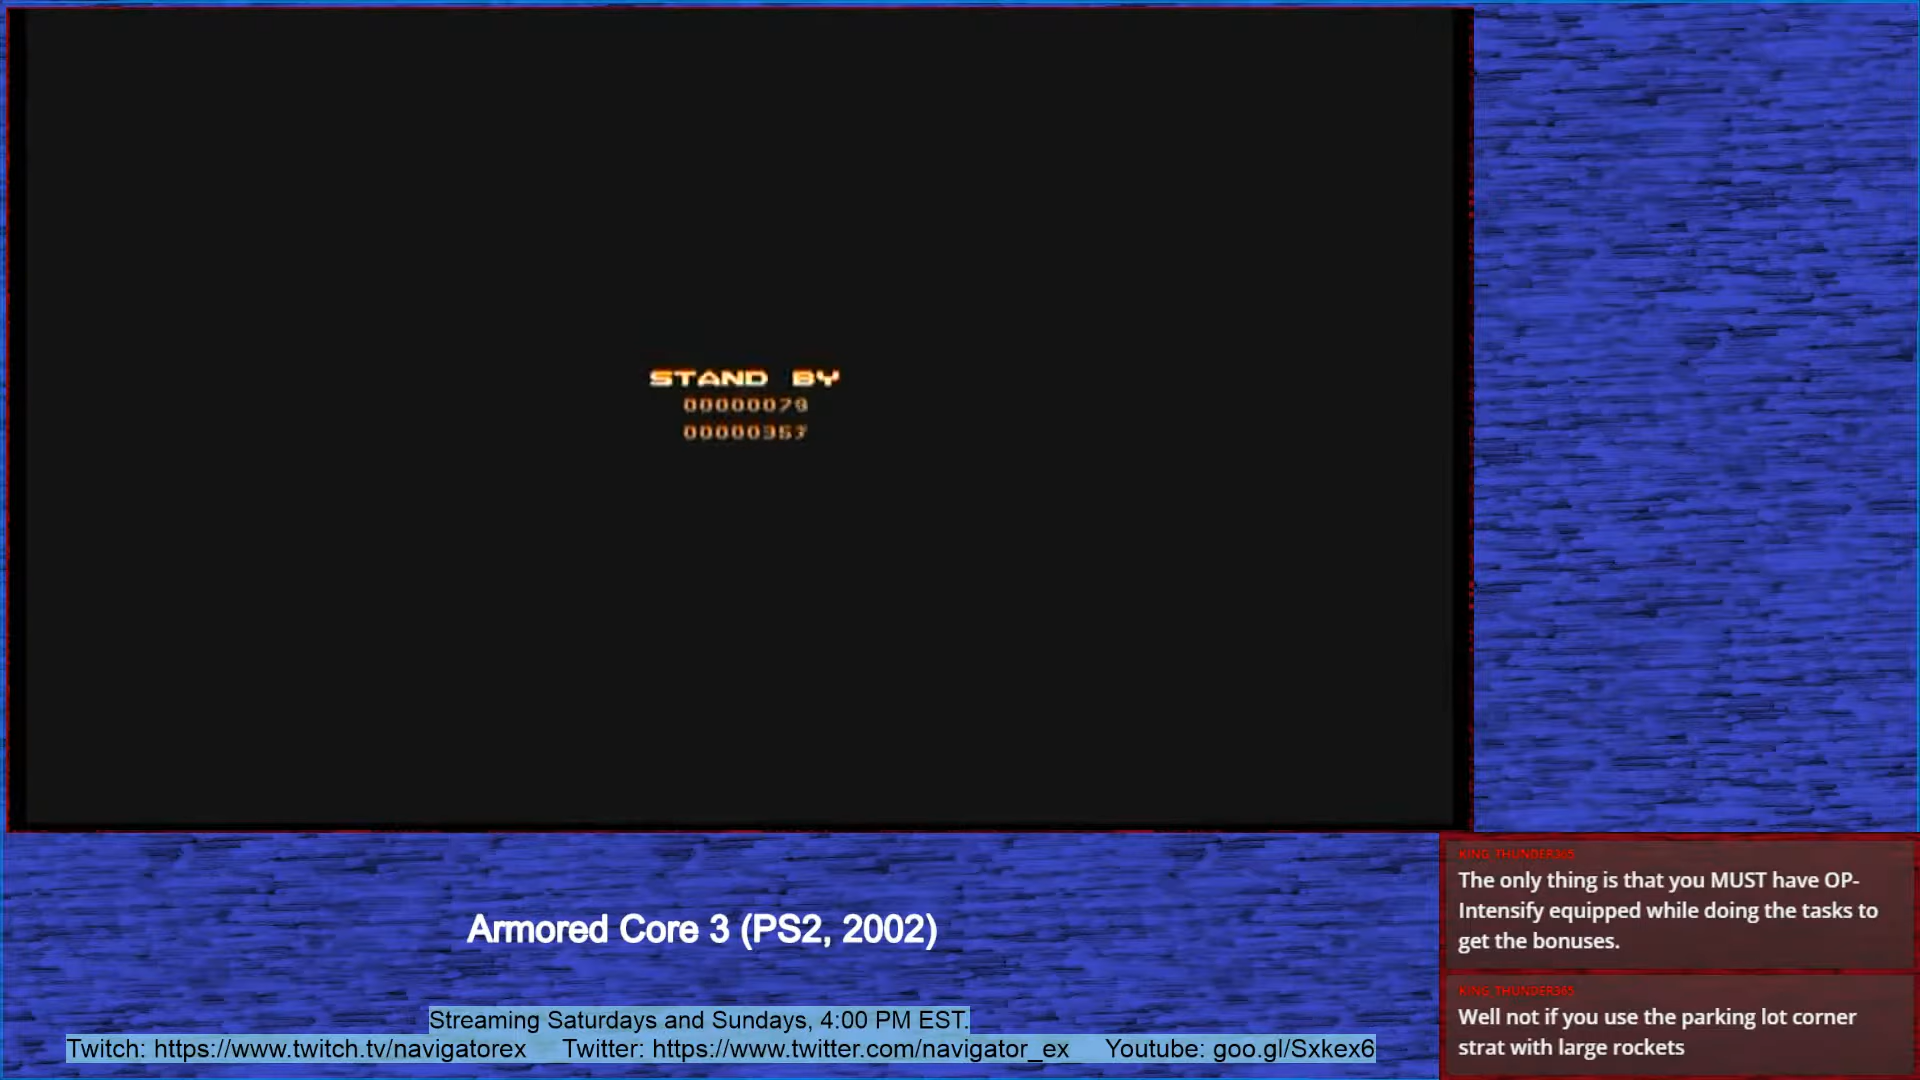 STAND BY
00000079
00000357
KING_THUNDER365
The only thing is that you MUST have OP-
Intensify equipped while doing the tasks to
get the bonuses.
KING_THUNDER365
Well not if you use the parking lot corner
strat with large rockets
Armored Core 3 (PS2, 2002)
Streaming Saturdays and Sundays, 4:00 PM EST.
Twitch: https://www.twitch.tv/navigatorex Twitter: https://www.twitter.com/navigator_ex Youtube: goo.gl/Sxkex6